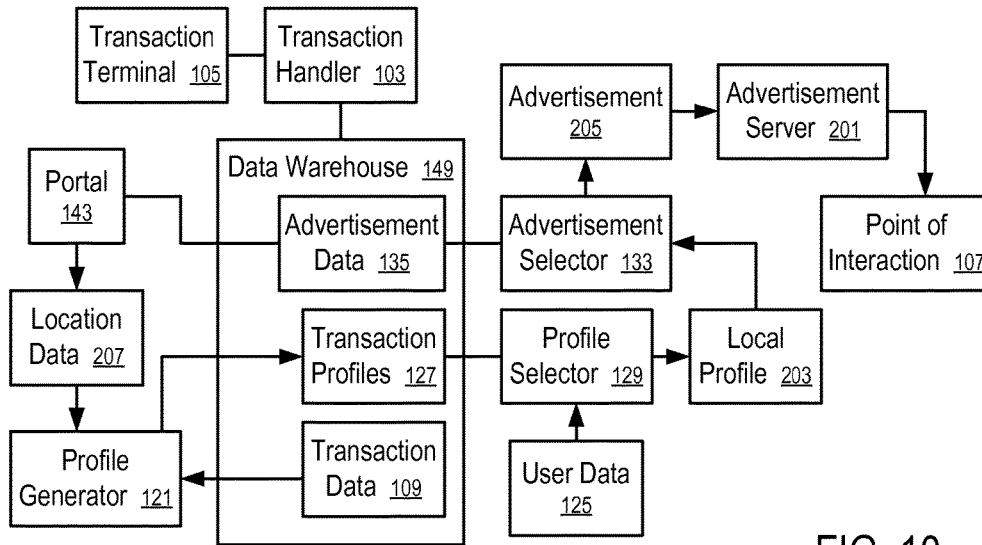 Transaction
Terminal 105
Transaction
Handler 103
Advertisement
205
Advertisement
Server 201
Portal
143
Data Warehouse 149
Advertisement
Data 135
Advertisement
Selector 133
Point of
Interaction 107
Location
Data 207
Transaction
Profiles 127
Profile
Selector 129
Local
Profile 203
Profile
Generator 121
Transaction
Data 109
User Data
125
FIG. 10